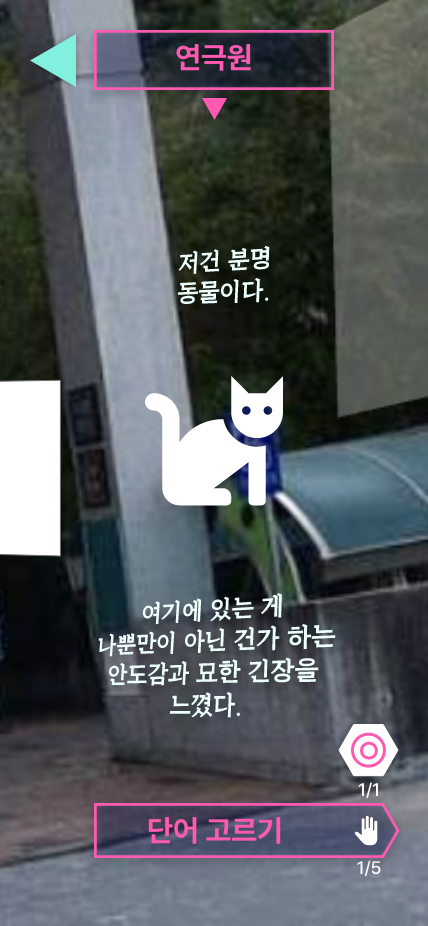 연극원
저건 분명
동물이다.
여기에 있는 게
나뿐만이 아닌 건가 하는
안도감과 묘한 긴장을
느꼈다.
1/1
단어 고르기
1/5